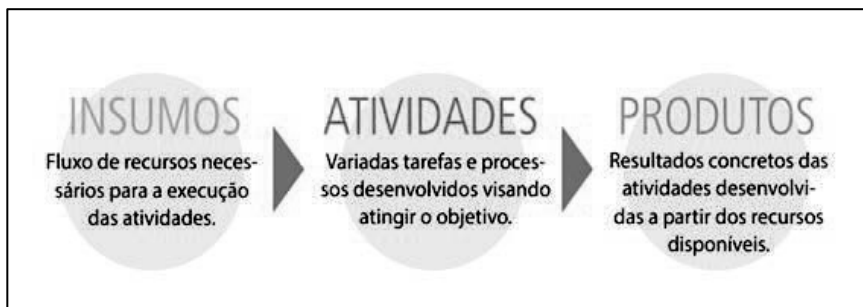 INSUMOS
Fluxo de recursos neces-
sários para a execução
das atividades.
ATIVIDADES
Variadas tarefas e proces-
sos desenvolvidos visando
atingir o objetivo.
PRODUTOS
Resultados concretos das
atividades desenvolvi-
das a partir dos recursos
disponíveis.